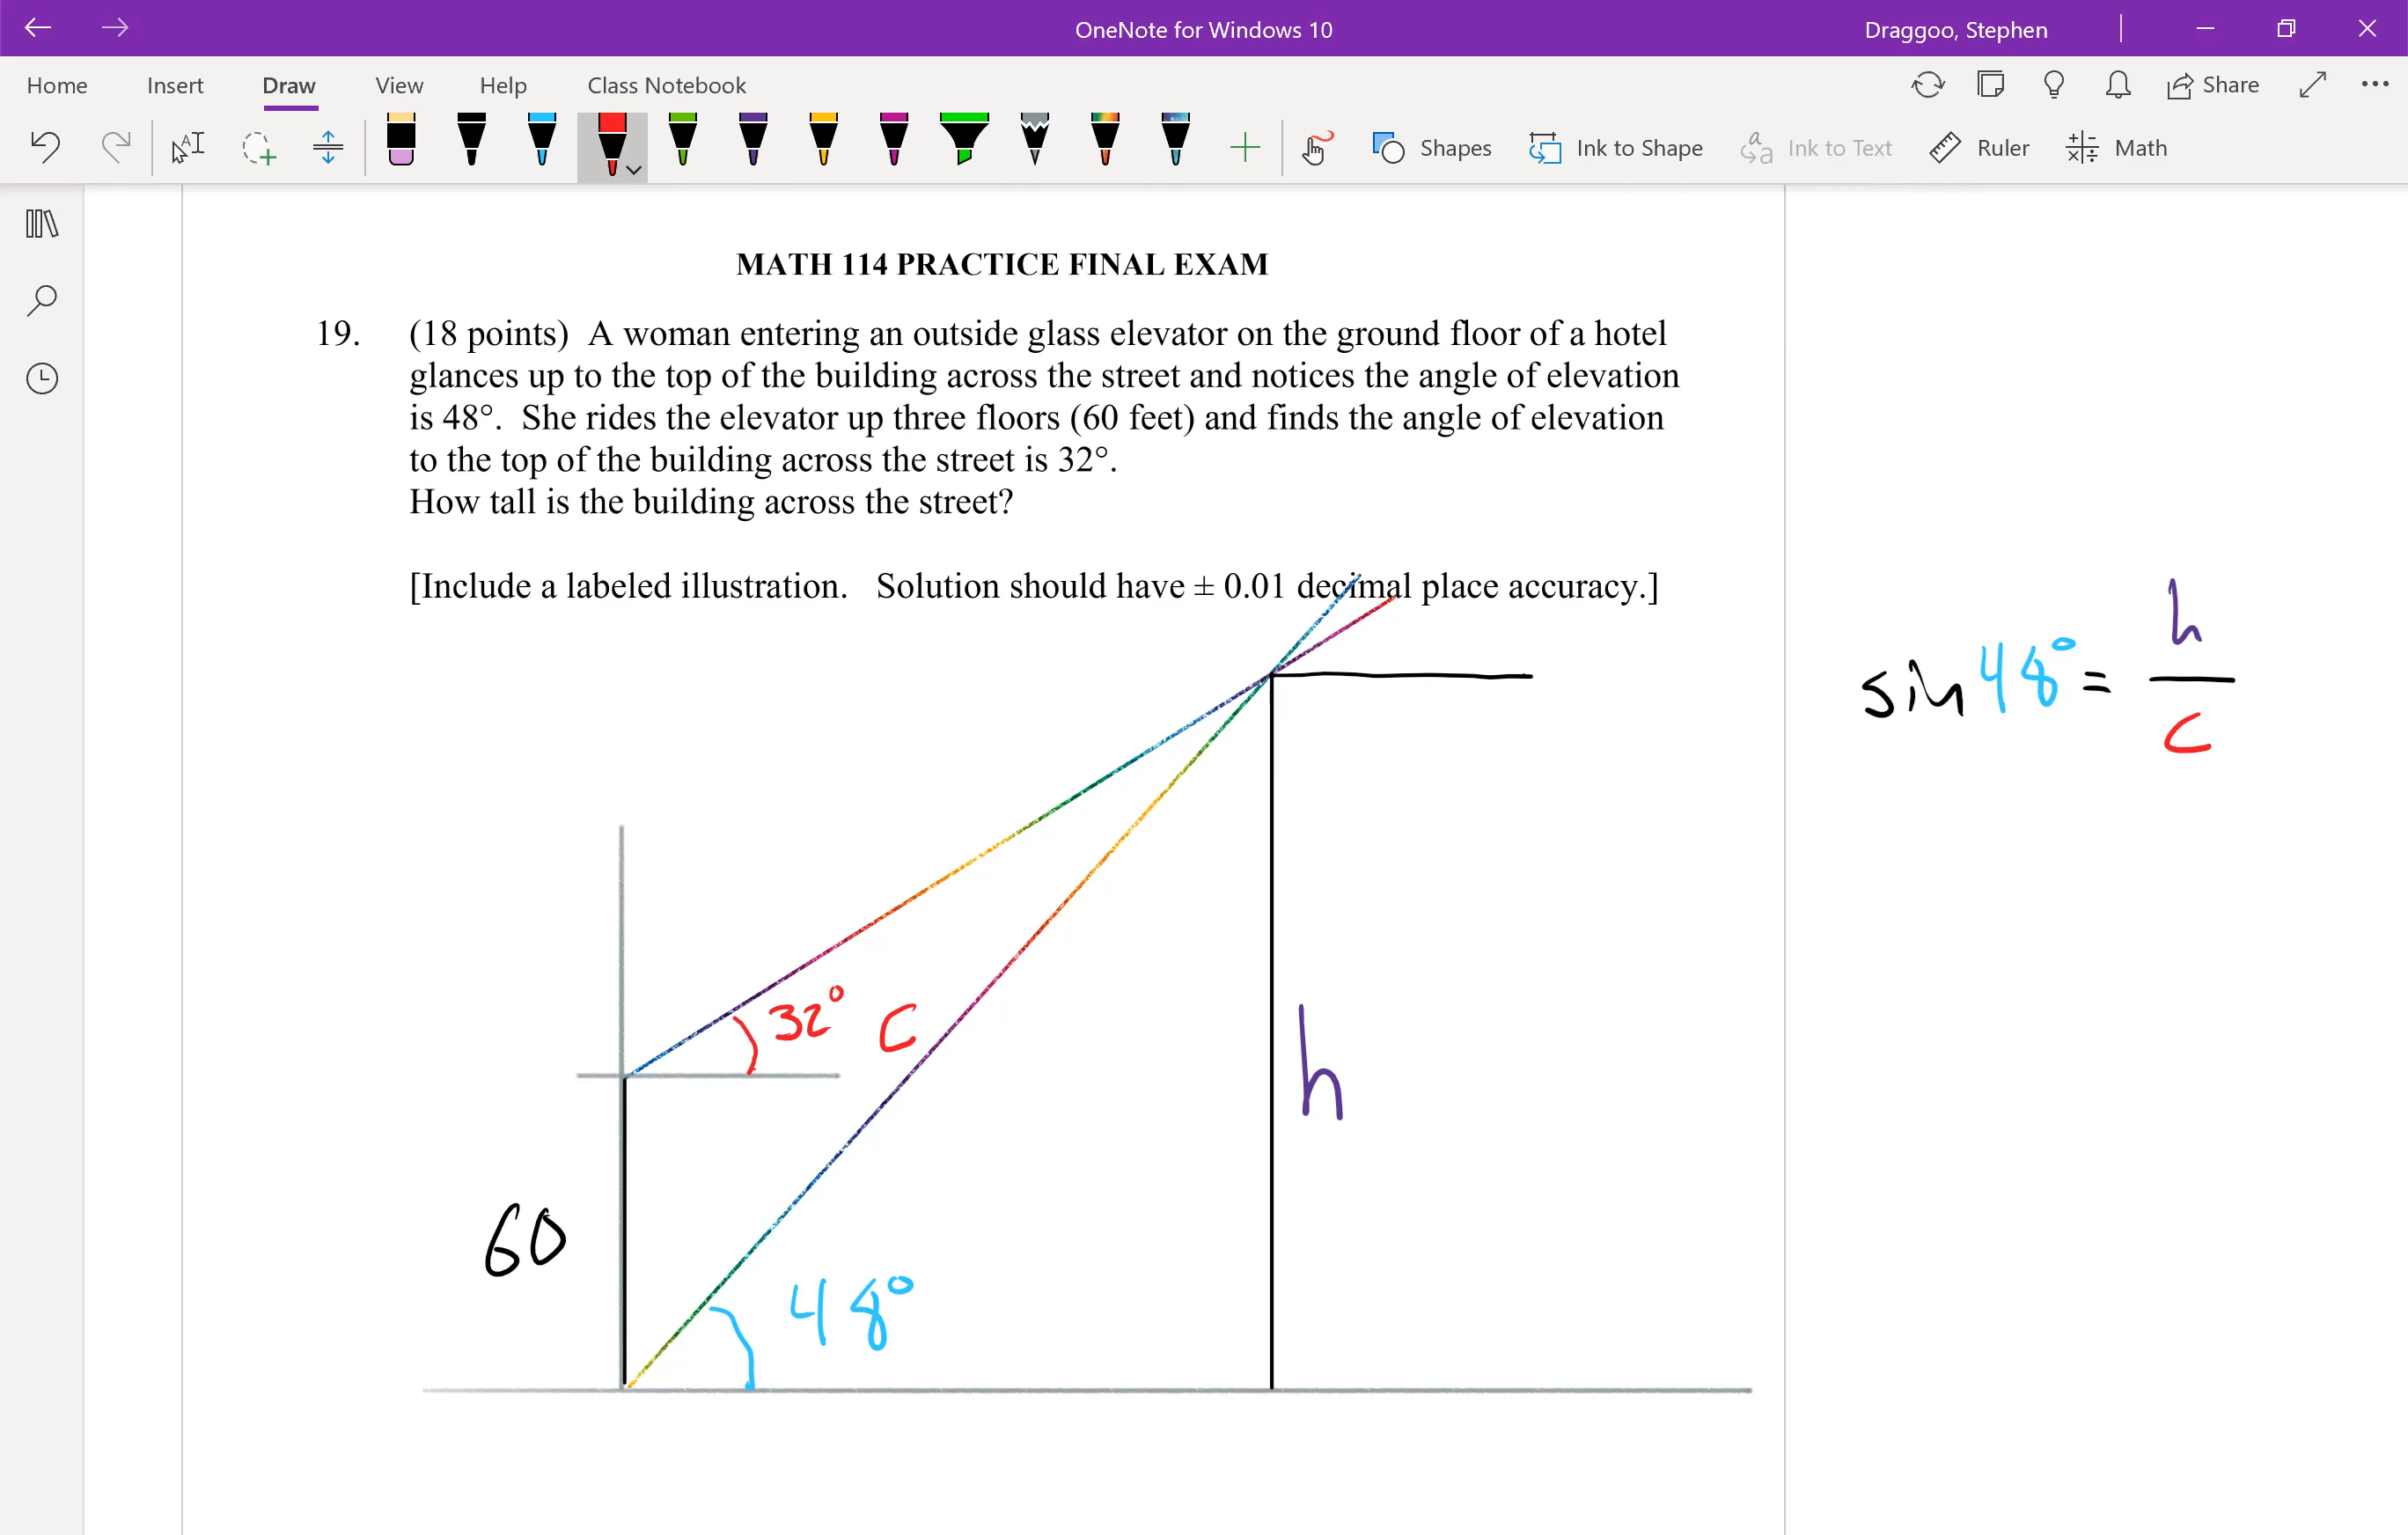 OneNote for Windows 10
Draggoo, Stephen
Home Insert Draw View Help Class Notebook
Share
Shapes Ink to Shape Ink to Text Ruler Math
MATH 114 PRACTICE FINAL EXAM
19. (18 points) A woman entering an outside glass elevator on the ground floor of a hotel
glances up to the top of the building across the street and notices the angle of elevation
is 48°. She rides the elevator up three floors (60 feet) and finds the angle of elevation
to the top of the building across the street is 32°.
How tall is the building across the street?
[Include a labeled illustration. Solution should have ± 0.01 decimal place accuracy.]
sin 48° = h
c
32° c
h
60
48°